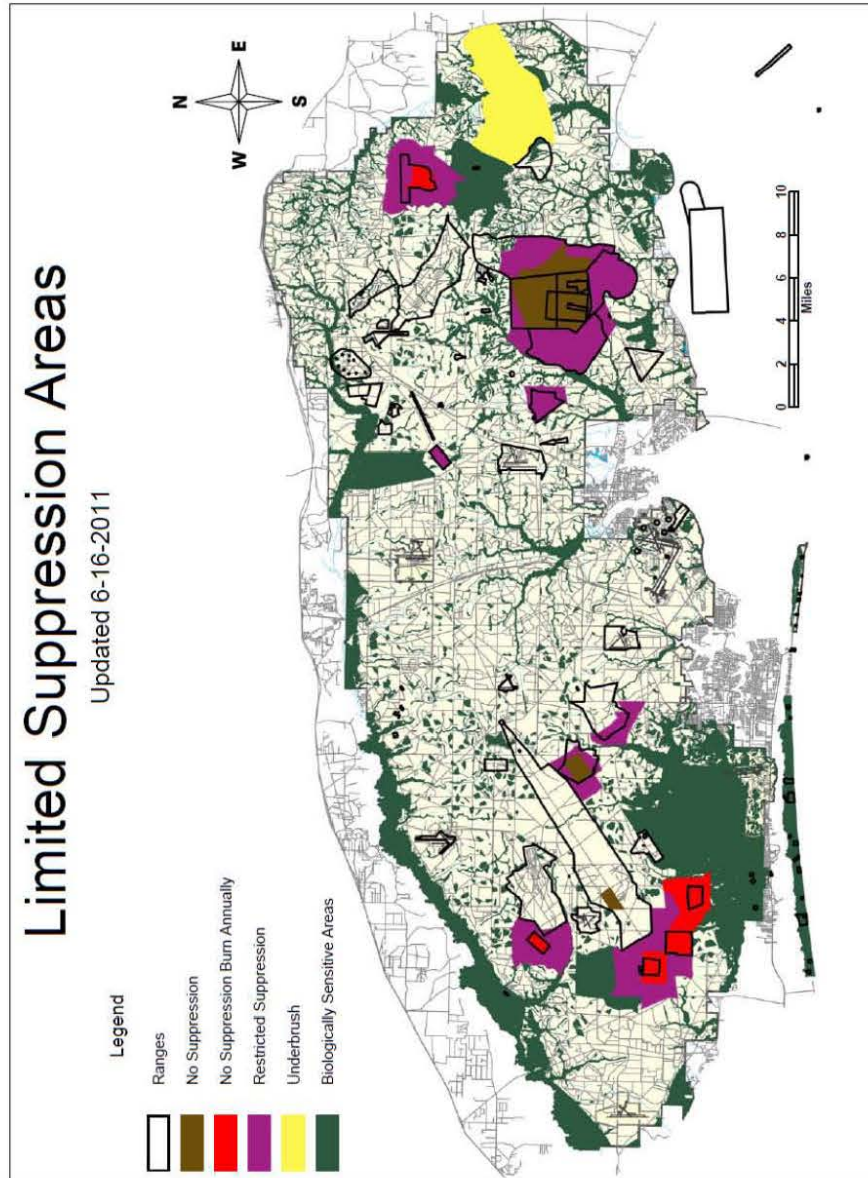 Limited Suppression Areas
Updated 6-16-2011
N
W E
S
Legend
Ranges
No Suppression
No Suppression Burn Annually
Restricted Suppression
Underbrush
Biologically Sensitive Areas
0 2 4 6 8 10
Miles